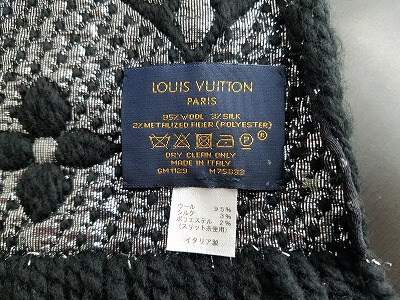 LOUIS VUITTON
PARIS
95% WOOL 3% SILK
2% METALIZED FIBER (POLYESTER)
DRY CLEAN ONLY
MADE IN ITALY
GM1129 M75833
ウール 95%
シルク 3%
ポリエステル 2%
(スリット糸使用)
イタリア製